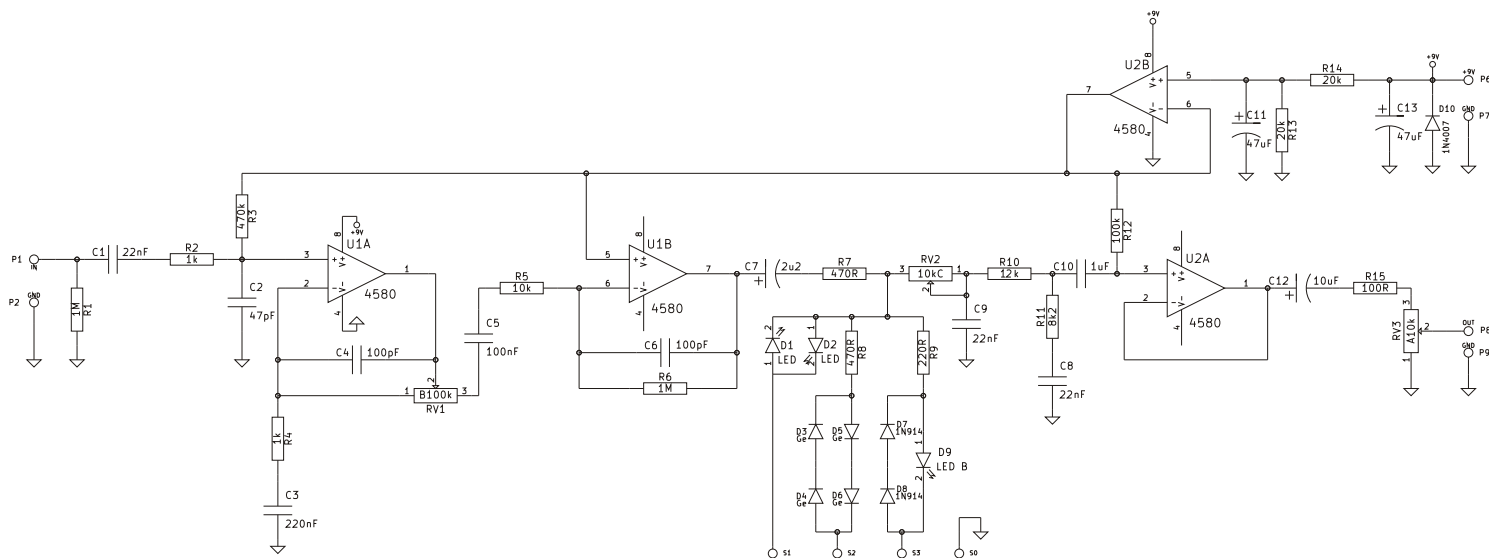 +9V
8
U2B
V+
+
5
7
V-
-
6
4580
4
R14
20k
+9V
+9V
P6
C11
47uF
20k
R13
C13
47uF
D10
1N4007
GND
P7
470k
R3
+9V
8
U1A
P1
IN
C1
22nF
R2
1k
3
+
V+
1
2
-
V-
4580
4
P2
GND
1M
R1
C2
47pF
C4
100pF
2
1
B100k
3
RV1
1k
R4
C3
220nF
C5
100nF
R5
10k
8
U1B
5
+
V+
7
6
-
V-
4580
4
C6
100pF
R6
1M
C7
+
2u2
R7
470R
RV2
3
10kC
1
2
R10
12k
C10
1uF
100k
R12
C9
22nF
R11
8k2
C8
22nF
2
D1
LED
1
1
D2
LED
2
470R
R8
220R
R9
D3
Ge
D5
Ge
D7
1N914
1
D9
LED B
2
D4
Ge
D6
Ge
D8
1N914
S1
S2
S3
S0
8
U2A
3
+
V+
1
2
-
V-
4580
4
C12
+
10uF
R15
100R
3
RV3
A10k
2
1
OUT
P8
GND
P9